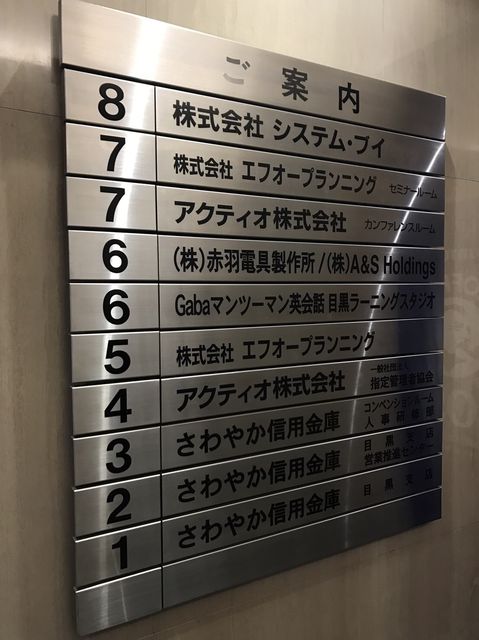 ご案内
8 株式会社 システム・ブイ
7 株式会社 エフオープランニング セミナールーム
7 アクティオ株式会社 カンファレンスルーム
6 (株)赤羽電具製作所/(株)A&S Holdings
6 Gabaマンツーマン英会話 目黒ラーニングスタジオ
5 株式会社 エフオープランニング
4 アクティオ株式会社 一般社団法人
指定管理者協会
3 さわやか信用金庫 コンベンションルーム
人事研修部
2 さわやか信用金庫 目黒支店
営業推進センター
1 さわやか信用金庫 目黒支店